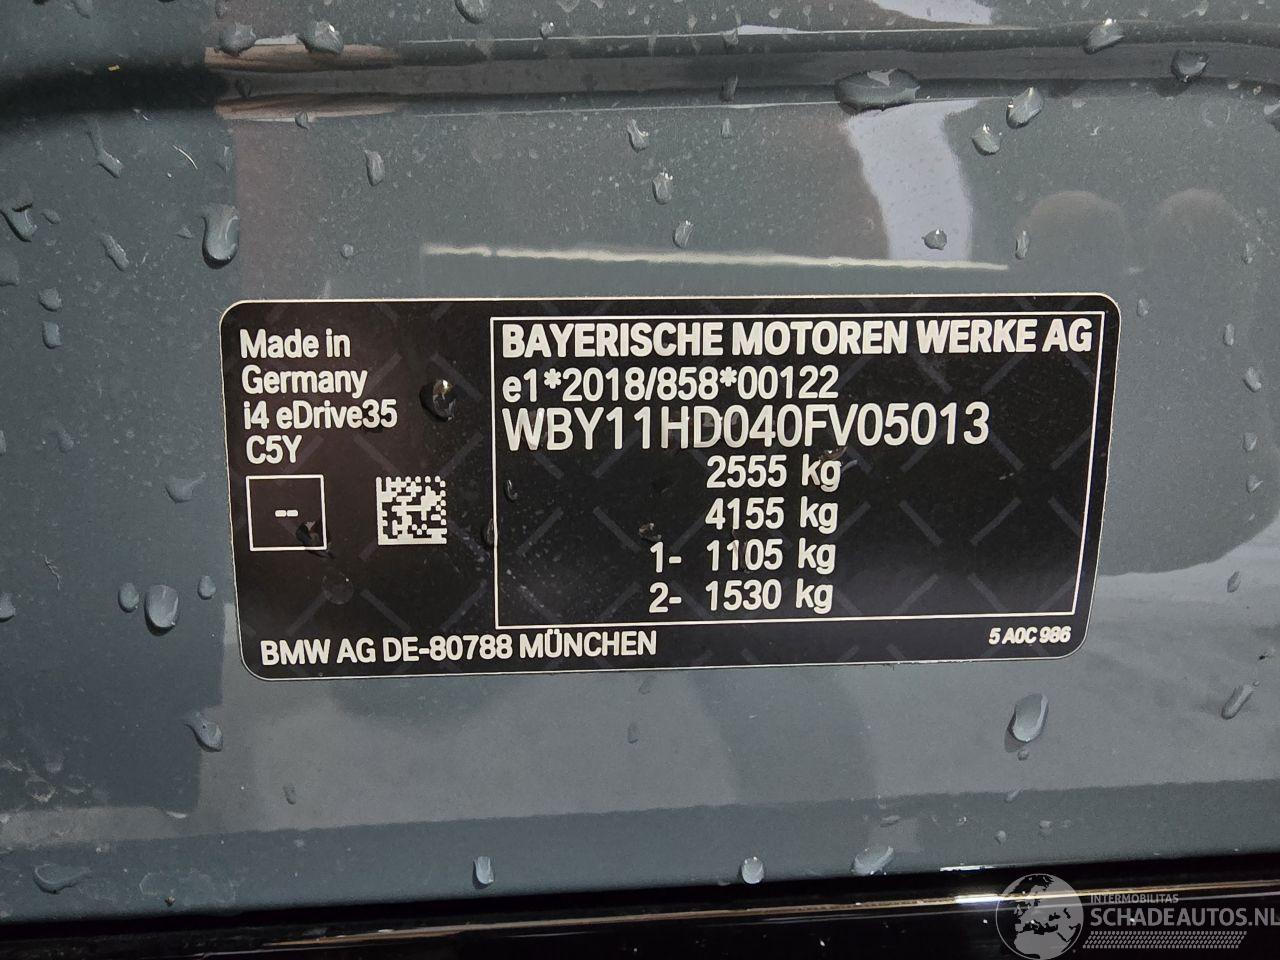 Made in
Germany
i4 eDrive35
C5Y
--
BAYERISCHE MOTOREN WERKE AG
e1*2018/858*00122
WBY11HD040FV05013
2555 kg
4155 kg
1- 1105 kg
2- 1530 kg
BMW AG DE-80788 MÜNCHEN
5 A0C 986
INTERMOBILITAS
SCHADEAUTOS.NL